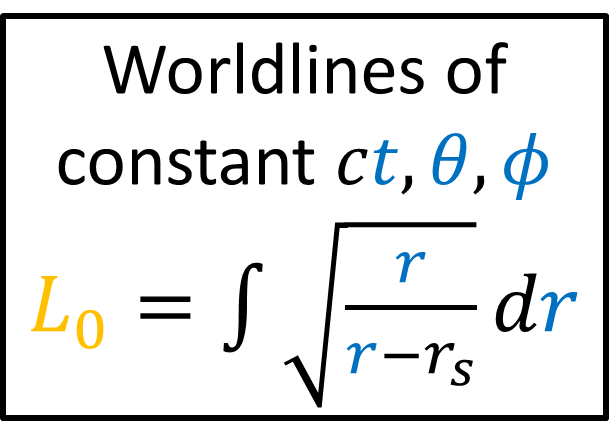 Worldlines of
constant ct, θ, ϕ
L₀ = ∫ √(r/(r−rₛ)) dr